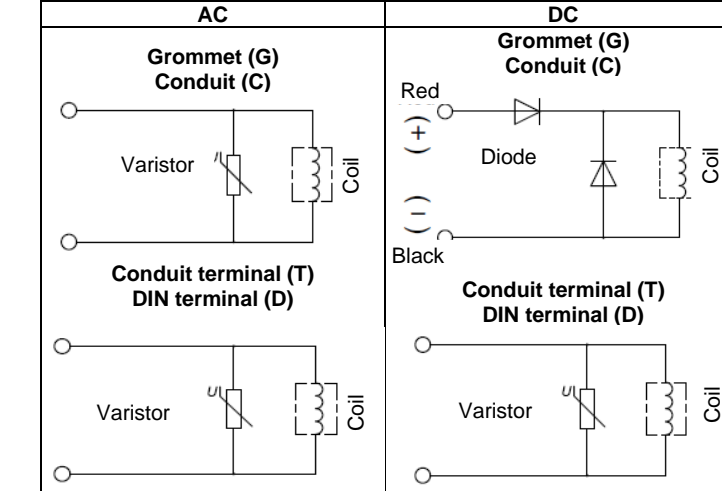 AC
Grommet (G)
Conduit (C)
Varistor
Coil
Conduit terminal (T)
DIN terminal (D)
Varistor
U
Coil
DC
Grommet (G)
Conduit (C)
Red
(+)
Diode
Coil
(−)
Black
Conduit terminal (T)
DIN terminal (D)
Varistor
U
Coil